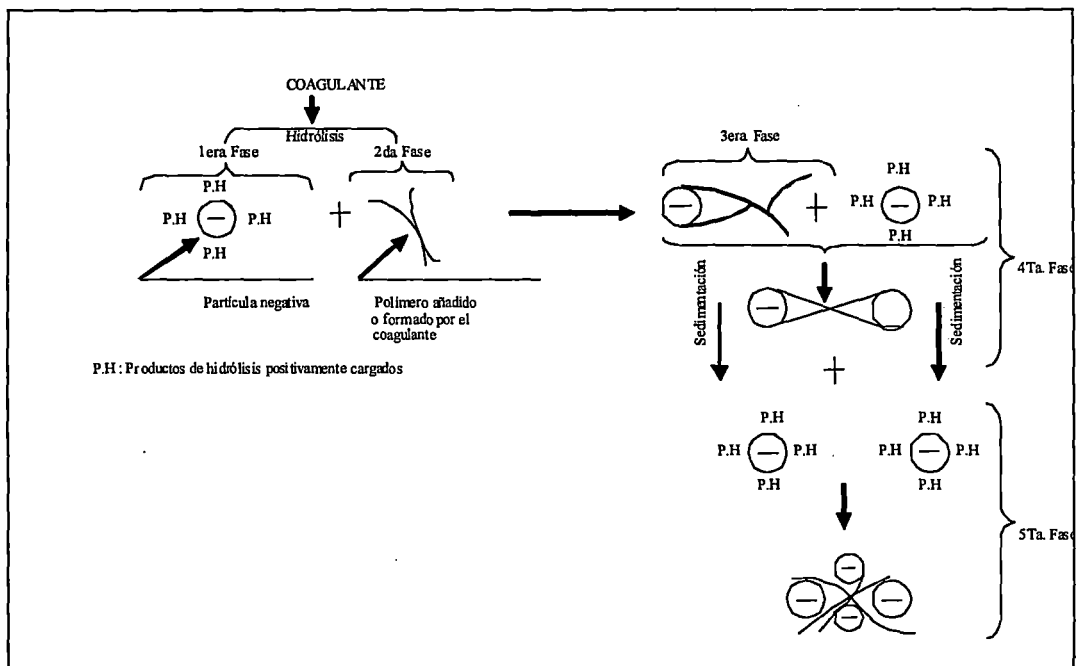 COAGULANTE
Hidrólisis
1era Fase
2da Fase
P.H
P.H
P.H
P.H
Partícula negativa
Polímero añadido
o formado por el
coagulante
P.H : Productos de hidrólisis positivamente cargados
3era Fase
P.H
P.H
P.H
P.H
Sedimentación
Sedimentación
4Ta. Fase
P.H
P.H
P.H
P.H
P.H
P.H
P.H
P.H
5Ta. Fase